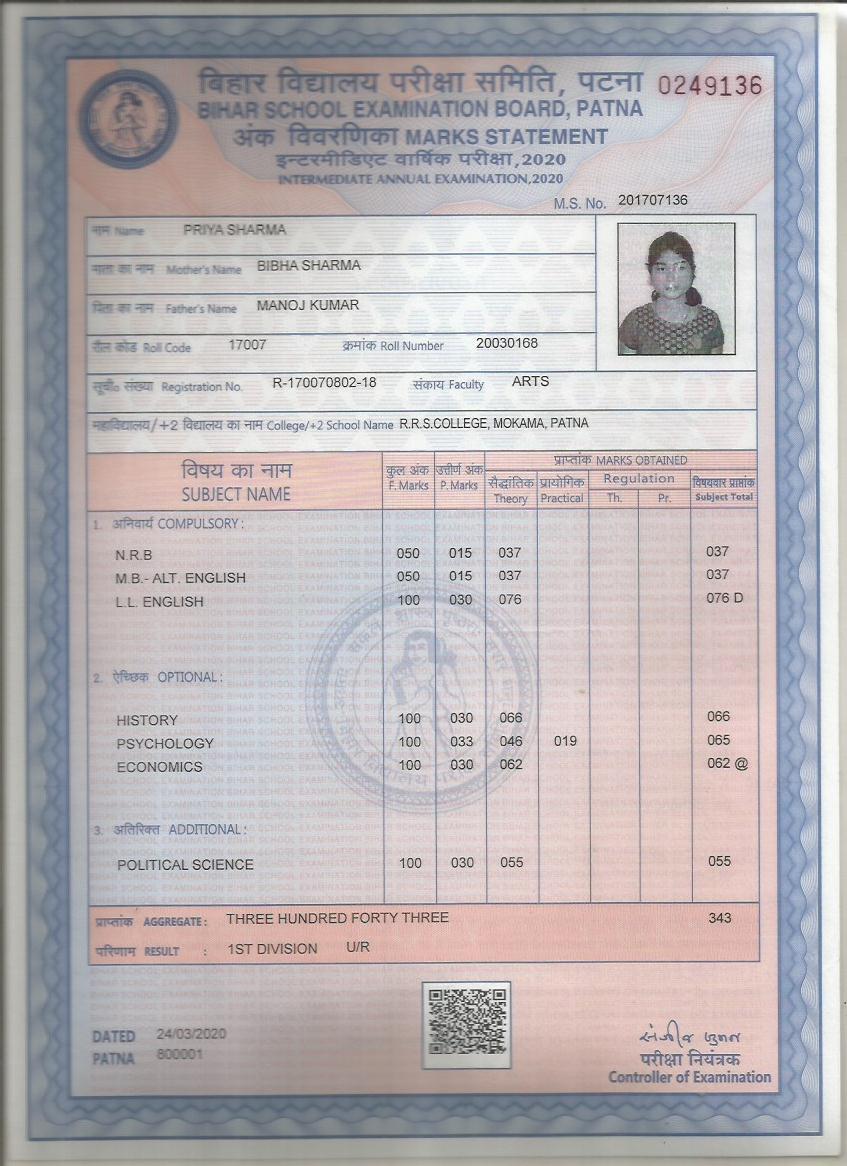 बिहार विद्यालय परीक्षा समिति, पटना 0249136
BIHAR SCHOOL EXAMINATION BOARD, PATNA
अंक विवरणिका MARKS STATEMENT
इन्टरमीडिएट वार्षिक परीक्षा,2020
INTERMEDIATE ANNUAL EXAMINATION,2020
M.S. No. 201707136
नाम Name PRIYA SHARMA
माता का नाम Mother's Name BIBHA SHARMA
पिता का नाम Father's Name MANOJ KUMAR
रौल कोड Roll Code 17007 क्रमांक Roll Number 20030168
सूची० संख्या Registration No. R-170070802-18 संकाय Faculty ARTS
महाविद्यालय/+2 विद्यालय का नाम College/+2 School Name R.R.S.COLLEGE, MOKAMA, PATNA
विषय का नाम SUBJECT NAME कुल अंक F. Marks उत्तीर्ण अंक P. Marks प्राप्तांक MARKS OBTAINED
सैद्धांतिक Theory प्रायोगिक Practical Regulation Th. Pr. विषयवार प्राप्तांक Subject Total
1. अनिवार्य COMPULSORY:
N.R.B 050 015 037 037
M.B.- ALT. ENGLISH 050 015 037 037
L.L. ENGLISH 100 030 076 076 D
2. ऐच्छिक OPTIONAL:
HISTORY 100 030 066 066
PSYCHOLOGY 100 033 046 019 065
ECONOMICS 100 030 062 062 @
3. अतिरिक्त ADDITIONAL:
POLITICAL SCIENCE 100 030 055 055
प्राप्तांक AGGREGATE: THREE HUNDRED FORTY THREE 343
परिणाम RESULT : 1ST DIVISION U/R
DATED 24/03/2020
PATNA 800001
परीक्षा नियंत्रक
Controller of Examination